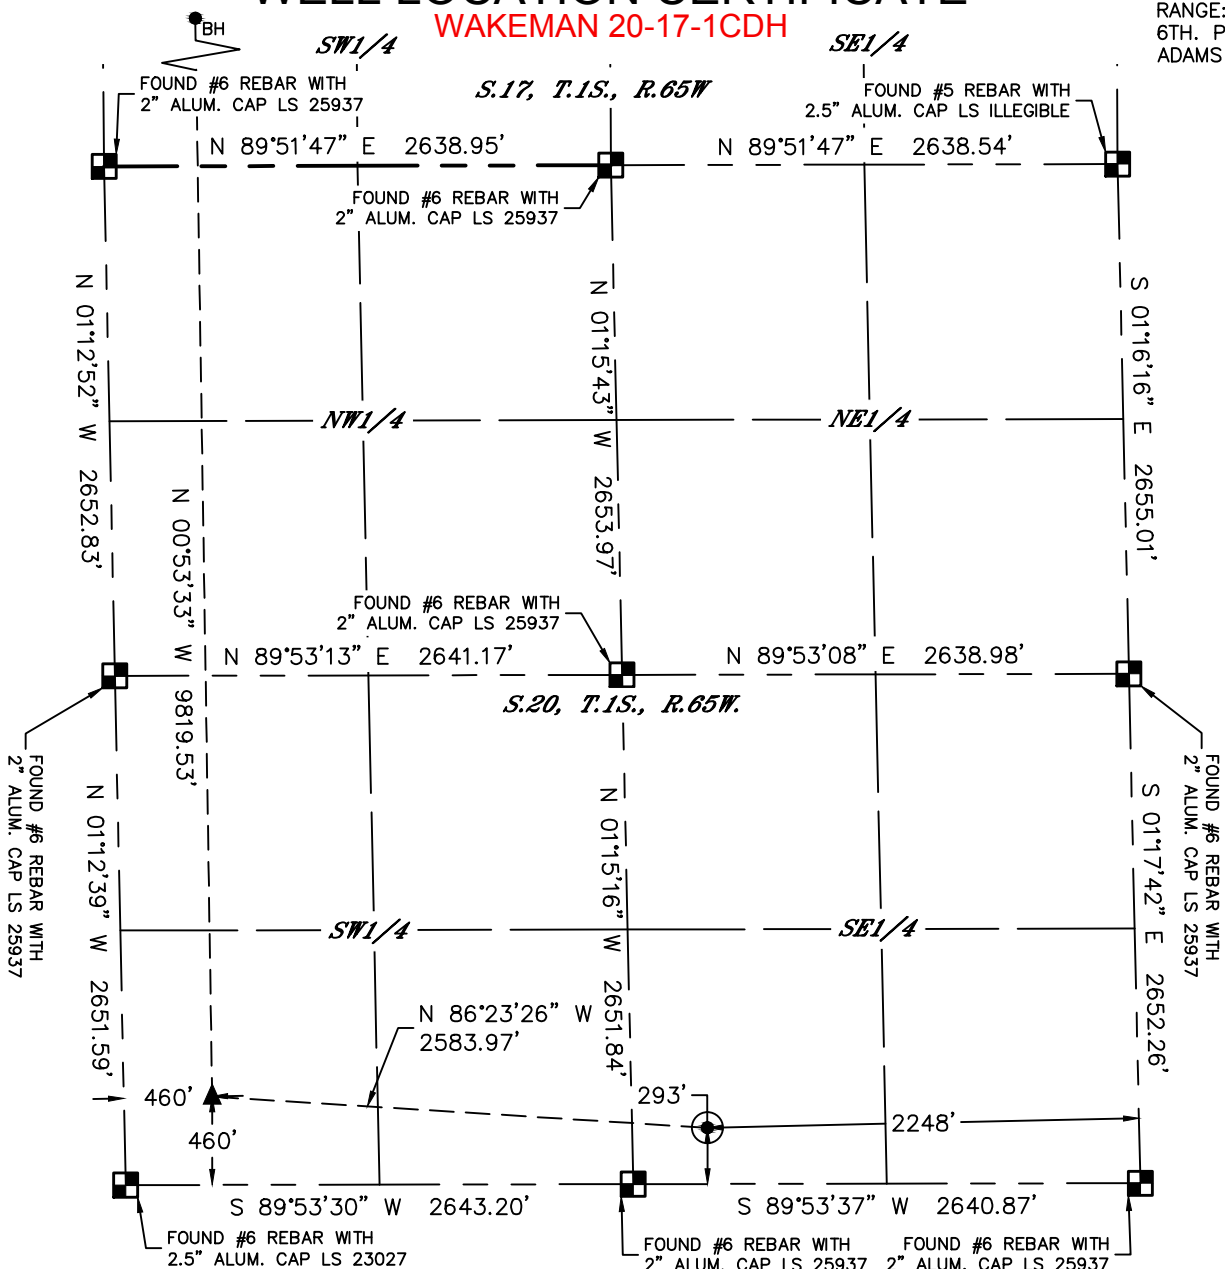 WELL LOCATION CERTIFICATE
WAKEMAN 20-17-1CDH
RANGE:
6TH. P
ADAMS
BH
SW1/4
SE1/4
S.17, T.1S., R.65W
FOUND #6 REBAR WITH
2" ALUM. CAP LS 25937
FOUND #5 REBAR WITH
2.5" ALUM. CAP LS ILLEGIBLE
N 89°51'47" E 2638.95'
N 89°51'47" E 2638.54'
FOUND #6 REBAR WITH
2" ALUM. CAP LS 25937
N 01°12'52" W 2652.83'
N 01°15'43" W 2653.97'
S 01°16'16" E 2655.01'
NW1/4
NE1/4
N 00°53'33" W 9819.53'
FOUND #6 REBAR WITH
2" ALUM. CAP LS 25937
N 89°53'13" E 2641.17'
N 89°53'08" E 2638.98'
S.20, T.1S., R.65W.
FOUND #6 REBAR WITH
2" ALUM. CAP LS 25937
FOUND #6 REBAR WITH
2" ALUM. CAP LS 25937
N 01°12'39" W 2651.59'
N 01°15'16" W 2651.84'
S 01°17'42" E 2652.26'
SW1/4
SE1/4
N 86°23'26" W
2583.97'
460'
293'
2248'
460'
S 89°53'30" W 2643.20'
S 89°53'37" W 2640.87'
FOUND #6 REBAR WITH
2.5" ALUM. CAP LS 23027
FOUND #6 REBAR WITH
2" ALUM. CAP LS 25937
FOUND #6 REBAR WITH
2" ALUM. CAP LS 25937